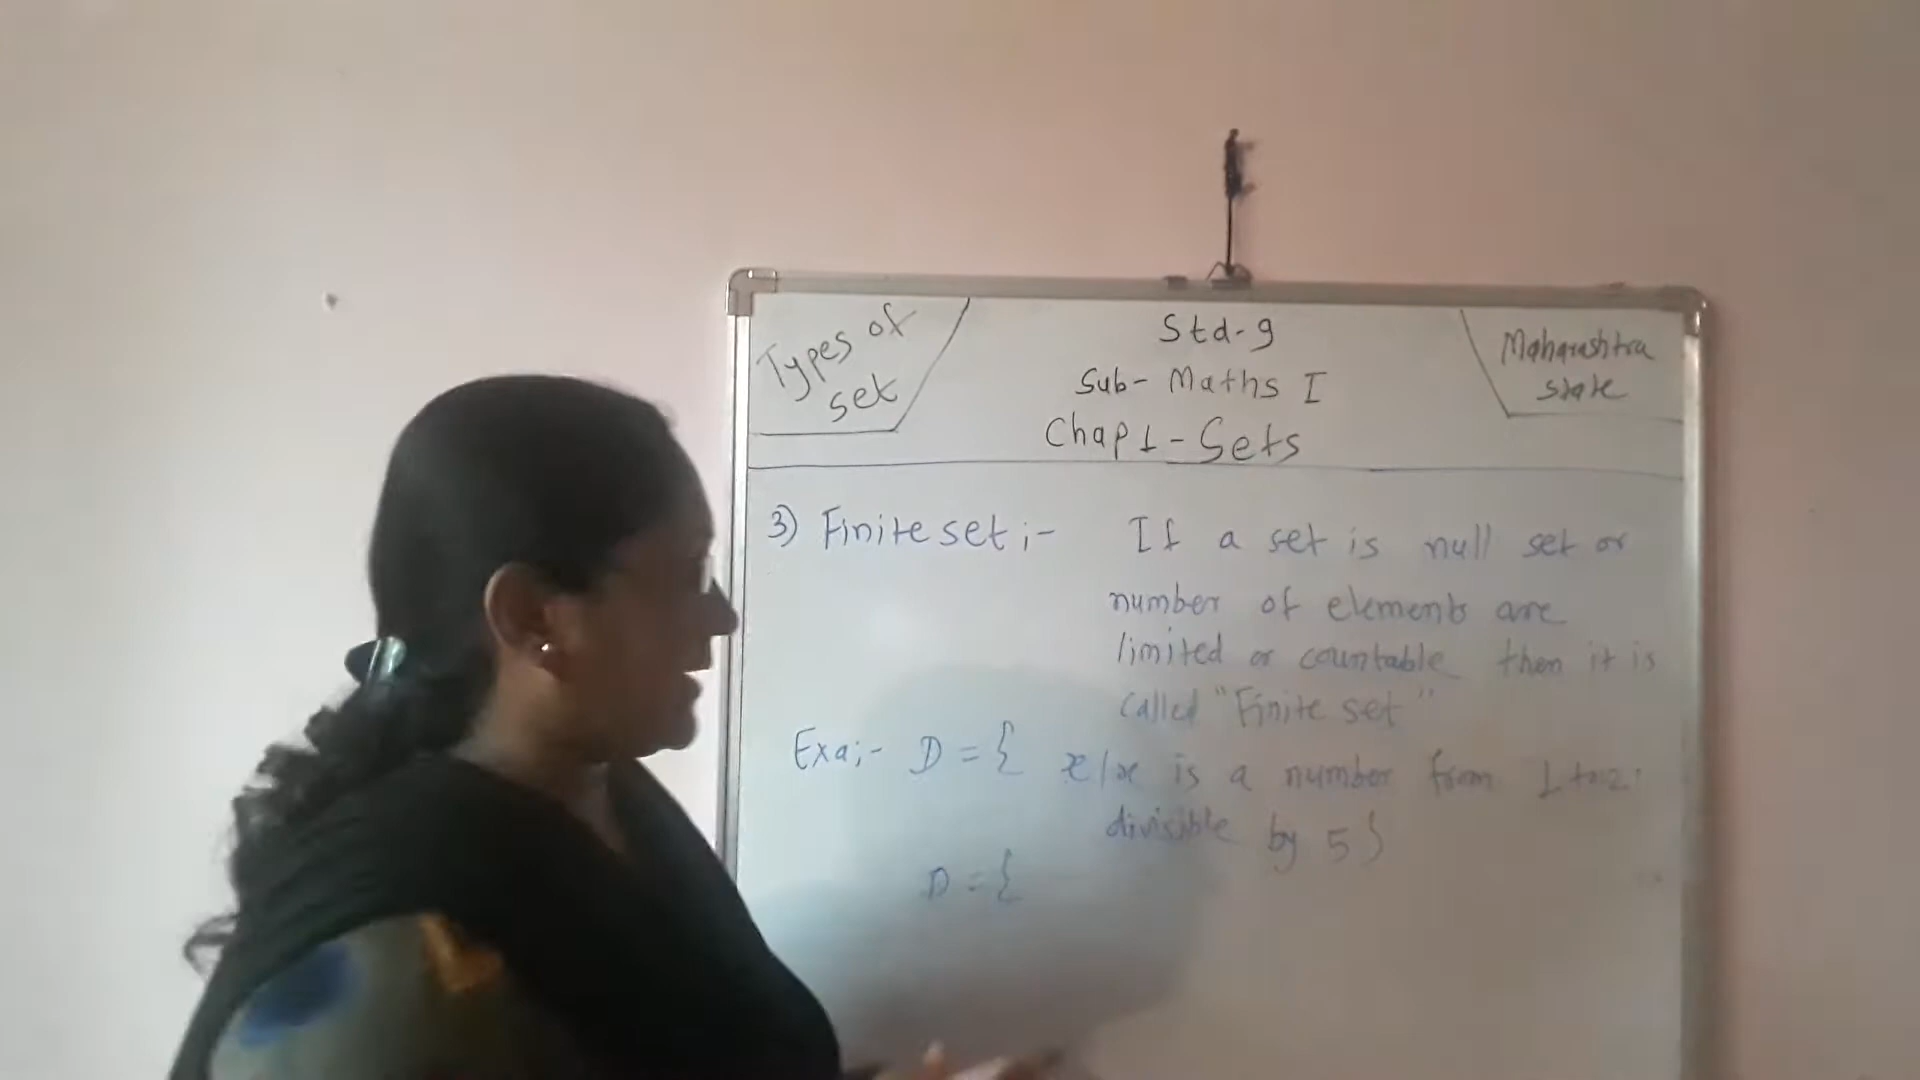 Types of
set
Std-9
Sub- Maths I
Chap 1 - Sets
Maharashtra
state
3) Finite set ;- If a set is null set or
number of elements are
limited or countable then it is
called "Finite set"
Exa;- D = { x/x is a number from 1 to
divisible by 5}
D = {